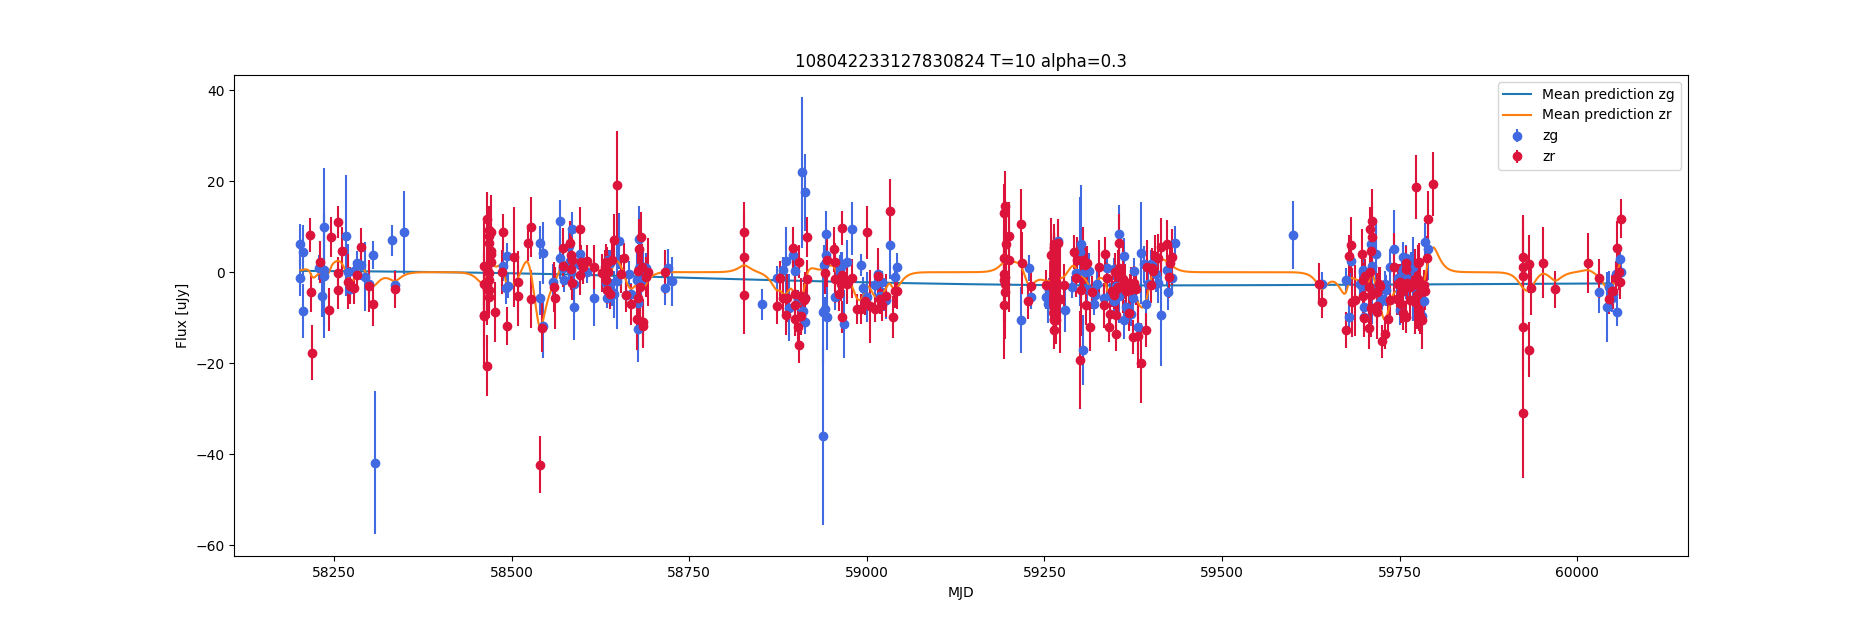 108042233127830824 T=10 alpha=0.3
Mean prediction zg
Mean prediction zr
zg
zr
40
20
0
−20
−40
−60
Flux [uJy]
58250 58500 58750 59000 59250 59500 59750 60000
MJD